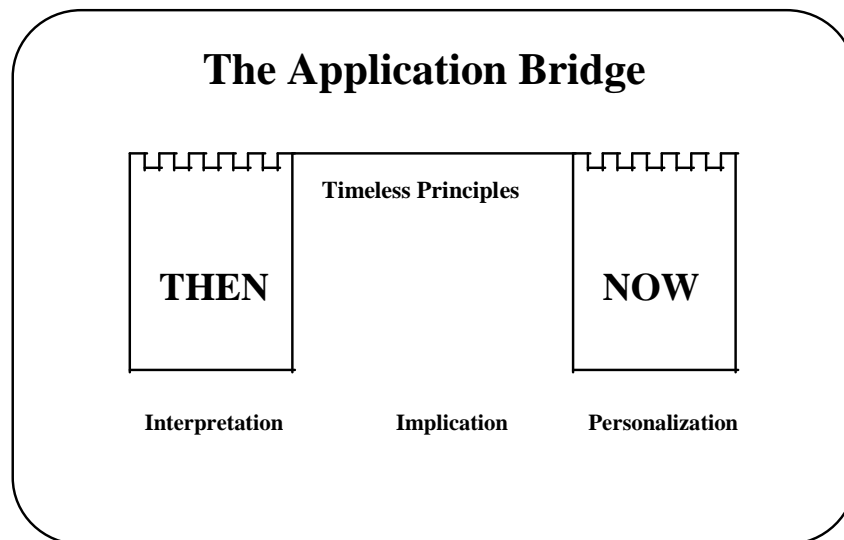 The Application Bridge
Timeless Principles
THEN NOW
Interpretation Implication Personalization